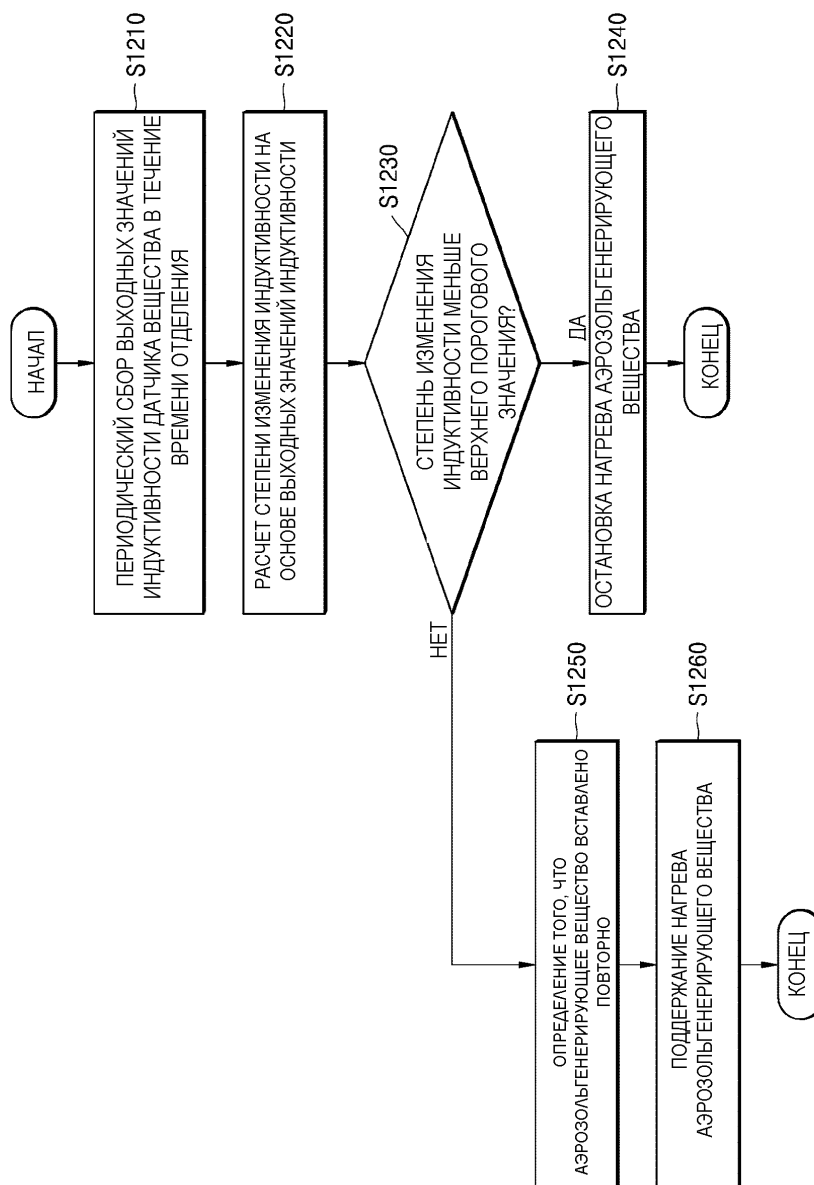 НАЧАЛ
ПЕРИОДИЧЕСКИЙ СБОР ВЫХОДНЫХ ЗНАЧЕНИЙ
ИНДУКТИВНОСТИ ДАТЧИКА ВЕЩЕСТВА В ТЕЧЕНИЕ
ВРЕМЕНИ ОТДЕЛЕНИЯ
S1210
РАСЧЕТ СТЕПЕНИ ИЗМЕНЕНИЯ ИНДУКТИВНОСТИ НА
ОСНОВЕ ВЫХОДНЫХ ЗНАЧЕНИЙ ИНДУКТИВНОСТИ
S1220
СТЕПЕНЬ ИЗМЕНЕНИЯ
ИНДУКТИВНОСТИ МЕНЬШЕ
ВЕРХНЕГО ПОРОГОВОГО
ЗНАЧЕНИЯ?
S1230
НЕТ
ДА
ОСТАНОВКА НАГРЕВА АЭРОЗОЛЬГЕНЕРИРУЮЩЕГО
ВЕЩЕСТВА
S1240
КОНЕЦ
ОПРЕДЕЛЕНИЕ ТОГО, ЧТО
АЭРОЗОЛЬГЕНЕРИРУЮЩЕЕ ВЕЩЕСТВО ВСТАВЛЕНО
ПОВТОРНО
S1250
ПОДДЕРЖАНИЕ НАГРЕВА
АЭРОЗОЛЬГЕНЕРИРУЮЩЕГО ВЕЩЕСТВА
S1260
КОНЕЦ